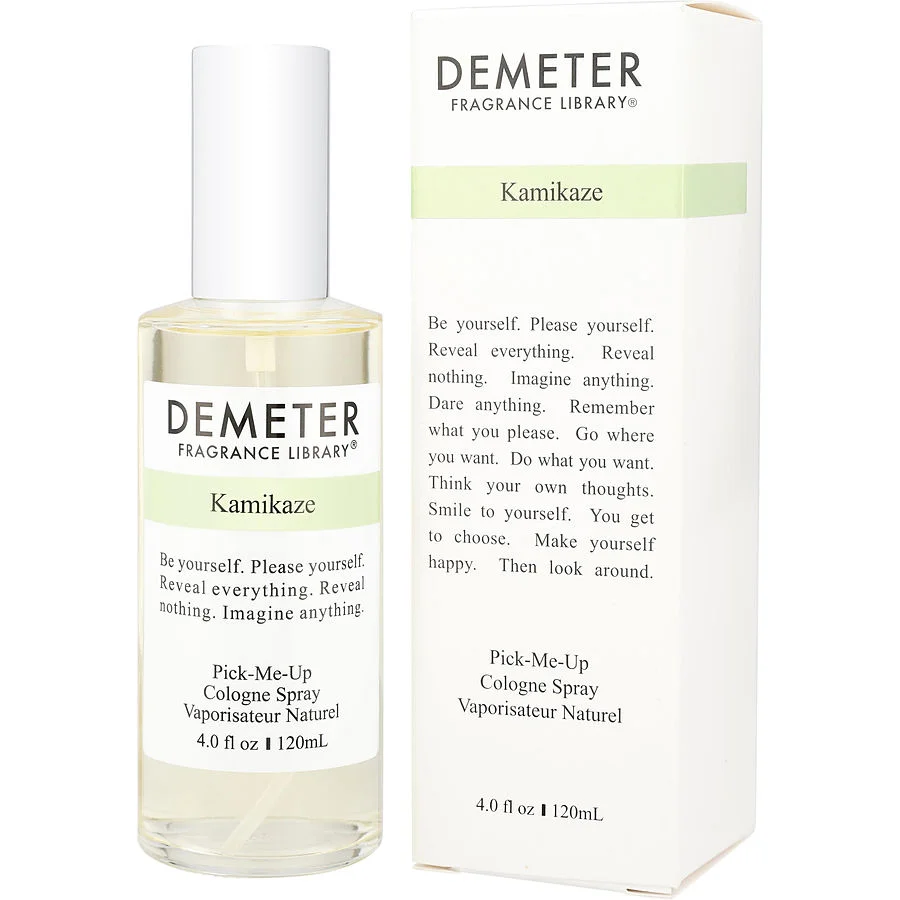 DEMETER
FRAGRANCE LIBRARY®
Kamikaze
Be yourself. Please yourself.
Reveal everything. Reveal
nothing. Imagine anything.
Pick-Me-Up
Cologne Spray
Vaporisateur Naturel
4.0 fl oz ▮ 120mL
DEMETER
FRAGRANCE LIBRARY®
Kamikaze
Be yourself. Please yourself.
Reveal everything. Reveal
nothing. Imagine anything.
Dare anything. Remember
what you please. Go where
you want. Do what you want.
Think your own thoughts.
Smile to yourself. You get
to choose. Make yourself
happy. Then look around.
Pick-Me-Up
Cologne Spray
Vaporisateur Naturel
4.0 fl oz ▮ 120mL